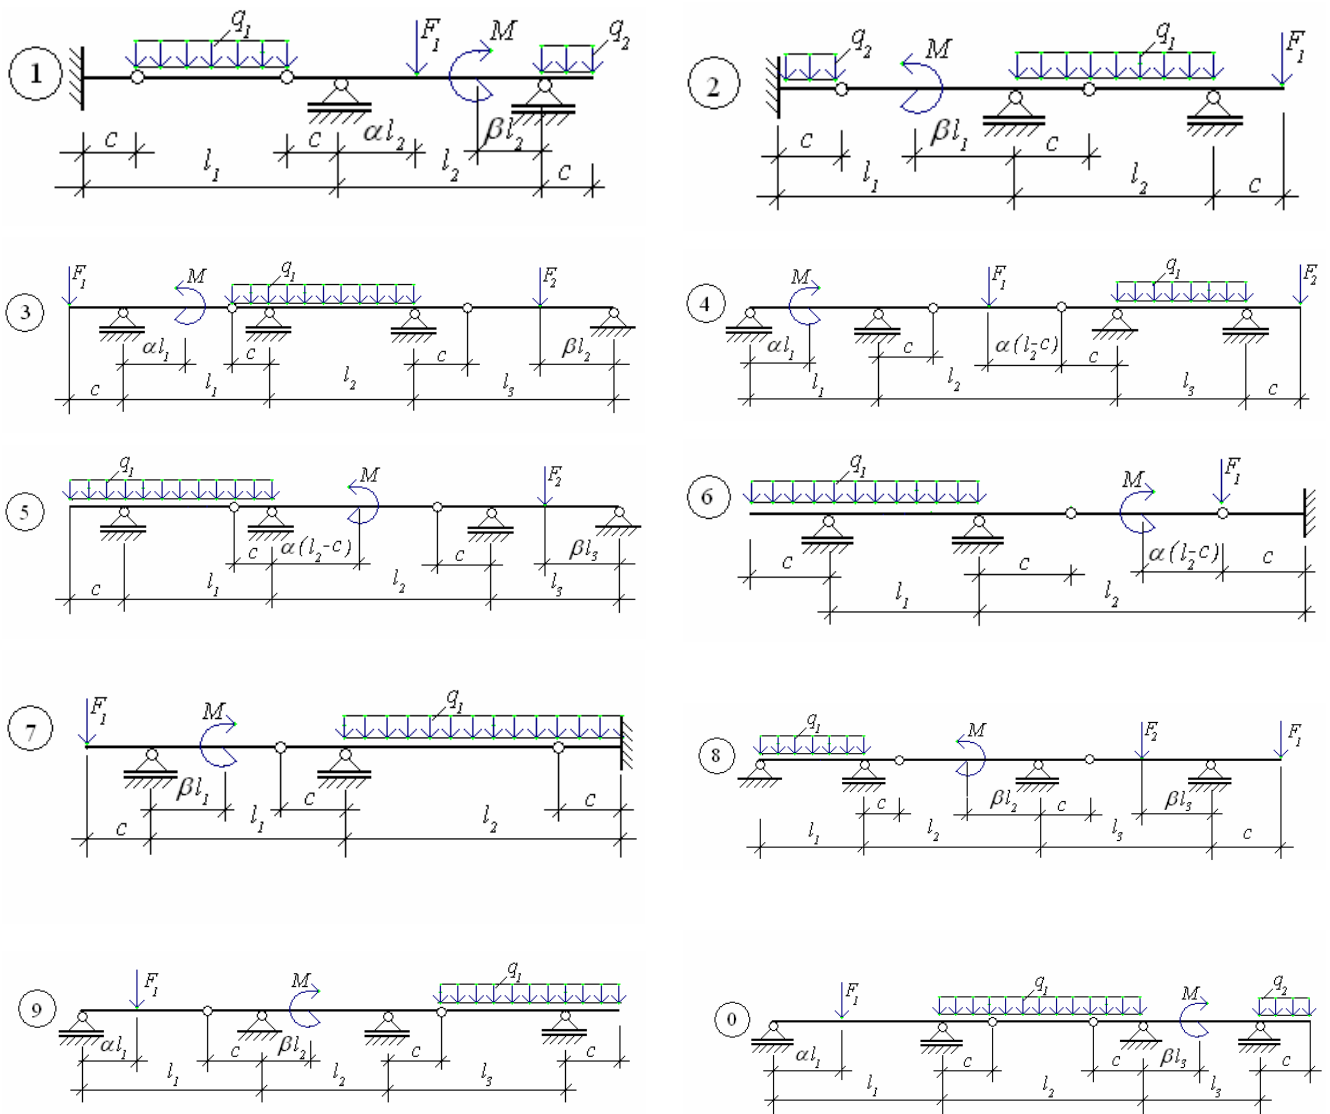 1 q₁ F₁ M q₂
c c αl₂ βl₂
l₁ l₂ c
2 q₂ M q₁ F₁
c βl₁ c
l₁ l₂ c
3 F₁ M q₁ F₂
αl₁ c c βl₂
c l₁ l₂ l₃
4 M F₁ q₁ F₂
αl₁ c α(l₂-c) c
l₁ l₂ l₃ c
5 q₁ M F₂
c α(l₂-c) c βl₃
c l₁ l₂ l₃
6 q₁ M F₁
c c α(l₂-c) c
l₁ l₂
7 F₁ M q₁
βl₁ c c
c l₁ l₂
8 q₁ M F₂ F₁
c βl₂ c βl₃
l₁ l₂ l₃ c
9 F₁ M q₁
αl₁ c βl₂ c c
l₁ l₂ l₃
0 F₁ q₁ M q₂
αl₁ c c βl₃ c
l₁ l₂ l₃